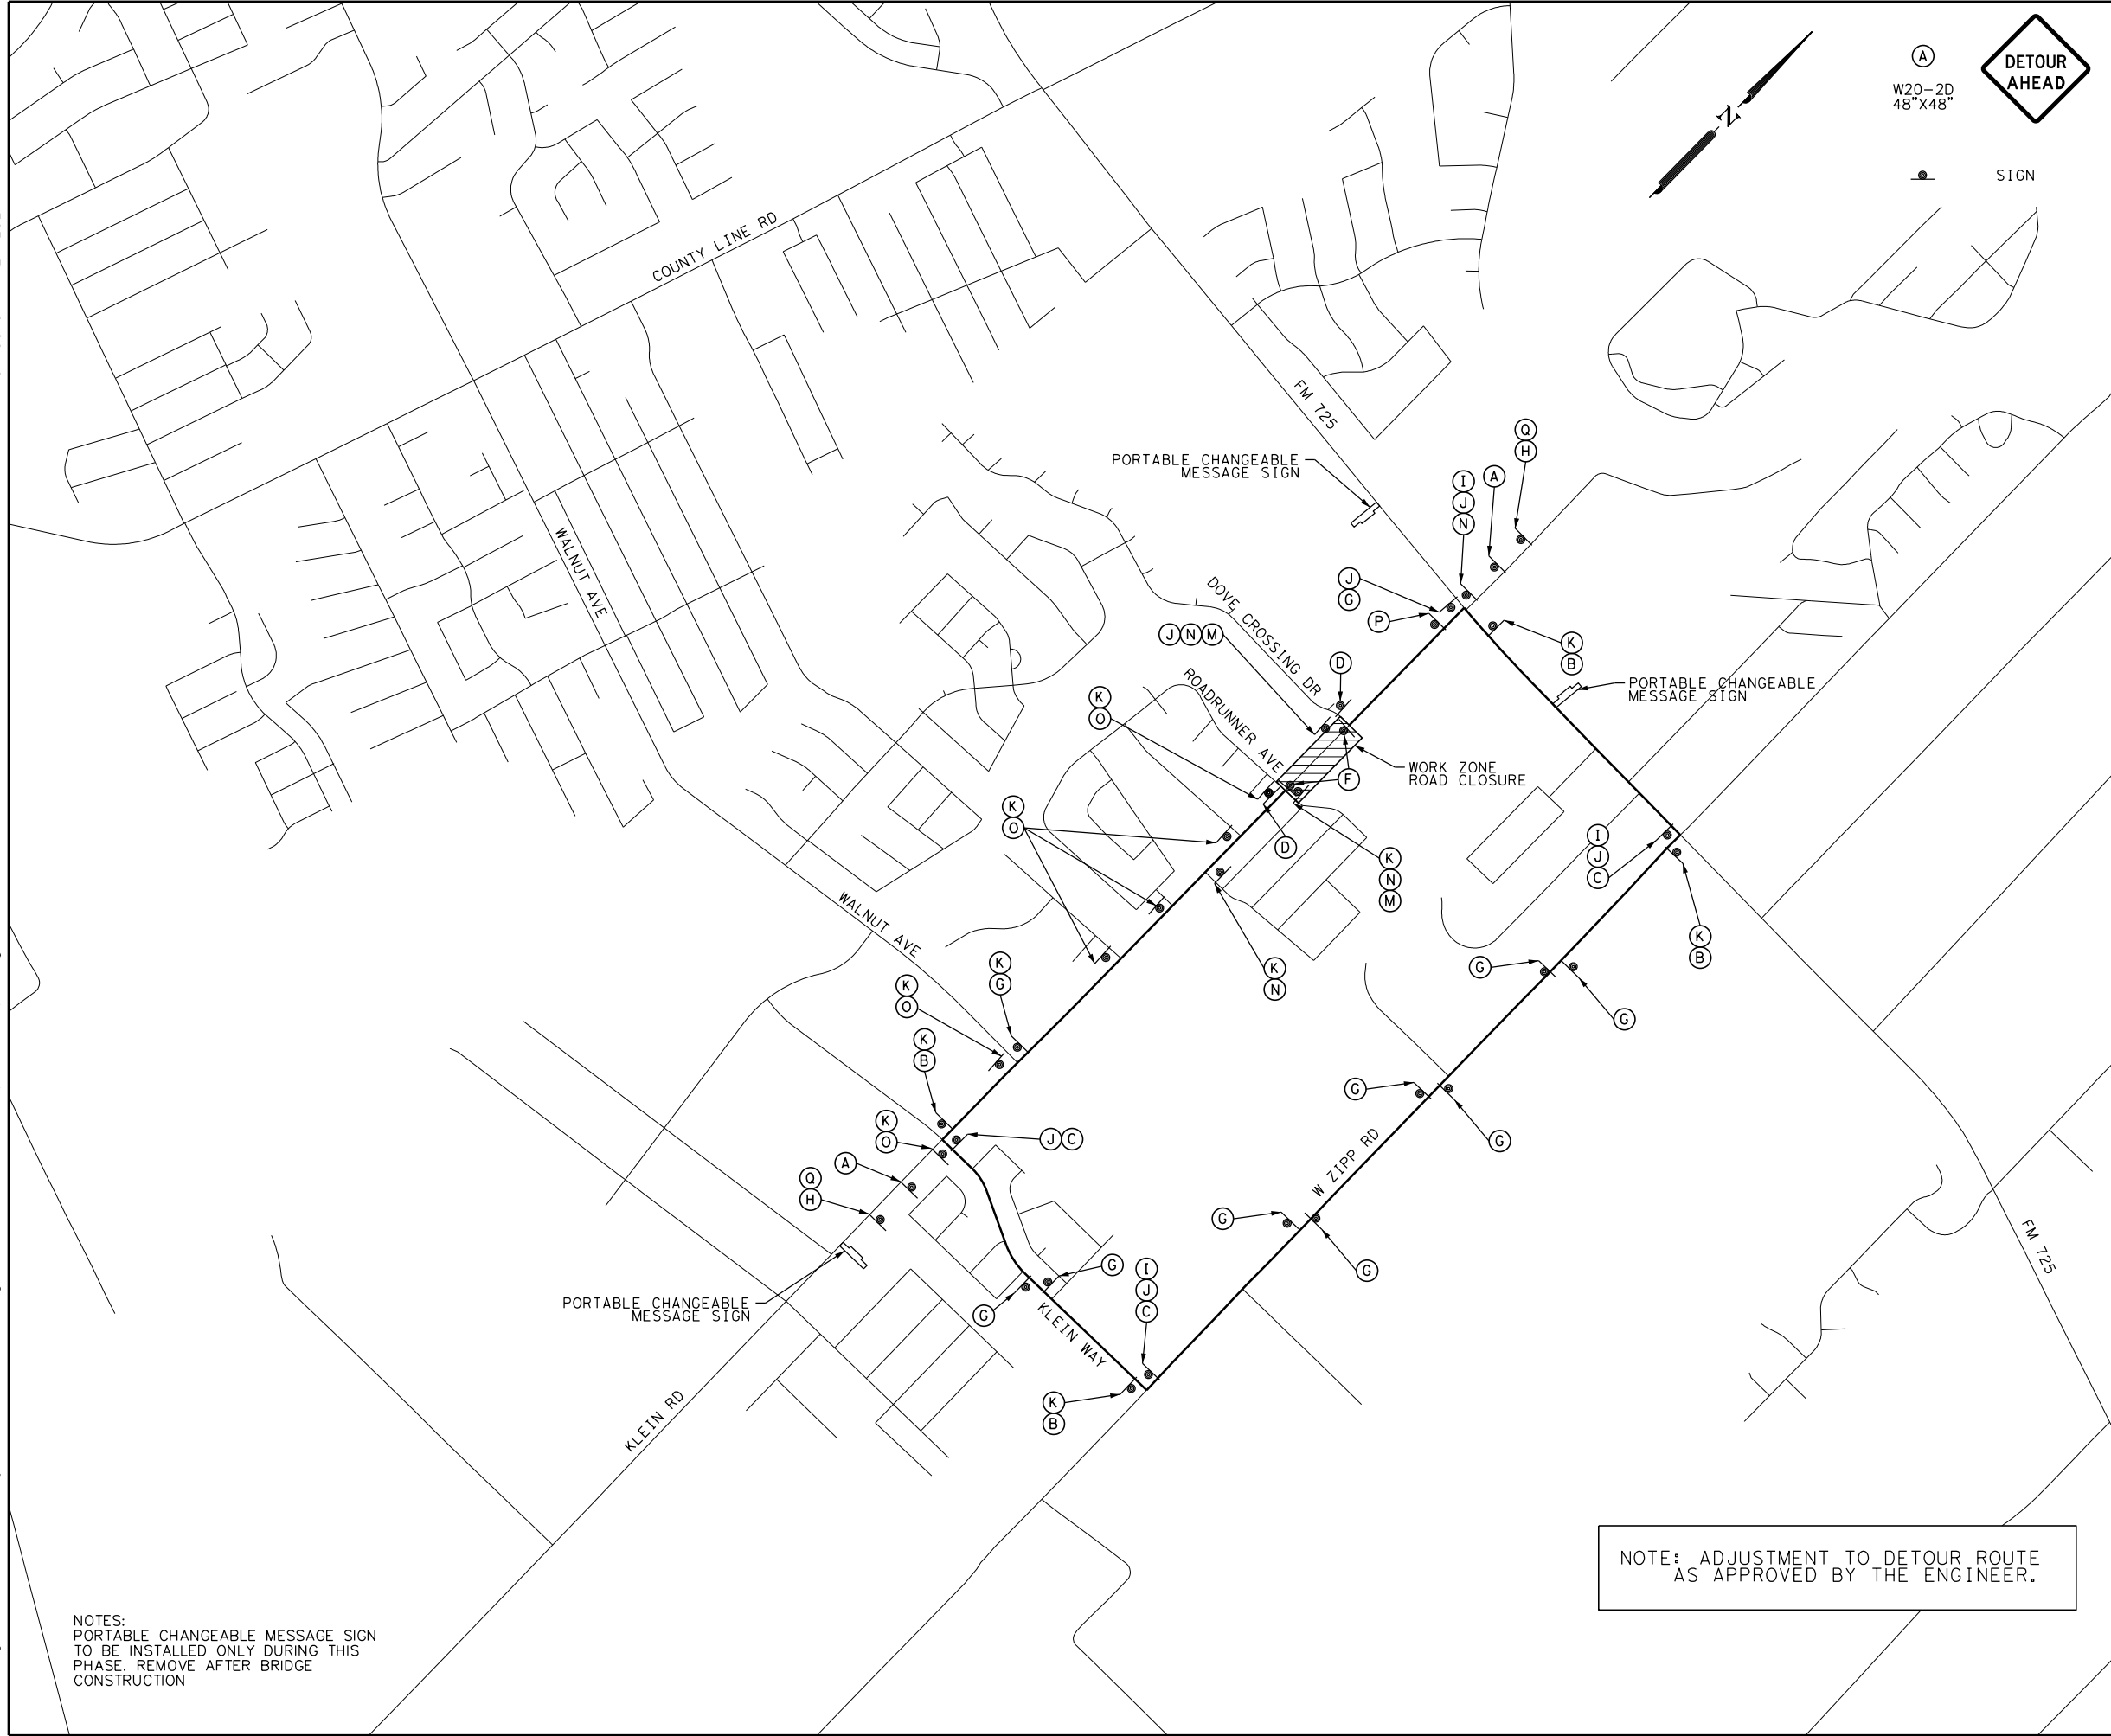 A
W20-2D
48"X48"
DETOUR
AHEAD
N
SIGN
COUNTY LINE RD
FM 725
PORTABLE CHANGEABLE
MESSAGE SIGN
Q
H
I
J
N
A
J
G
P
K
B
PORTABLE CHANGEABLE
MESSAGE SIGN
WALNUT AVE
DOVE CROSSING DR
J N M
D
ROADRUNNER AVE
K
O
F
WORK ZONE
ROAD CLOSURE
K
O
D
K
N
M
I
J
C
K
B
WALNUT AVE
K
G
K
O
K
N
G
G
K
B
K
O
J C
A
Q
H
G
G
W ZIPP RD
G
G
FM 725
G
G
I
J
C
PORTABLE CHANGEABLE
MESSAGE SIGN
KLEIN WAY
K
B
KLEIN RD
NOTE: ADJUSTMENT TO DETOUR ROUTE
AS APPROVED BY THE ENGINEER.
NOTES:
PORTABLE CHANGEABLE MESSAGE SIGN
TO BE INSTALLED ONLY DURING THIS
PHASE. REMOVE AFTER BRIDGE
CONSTRUCTION